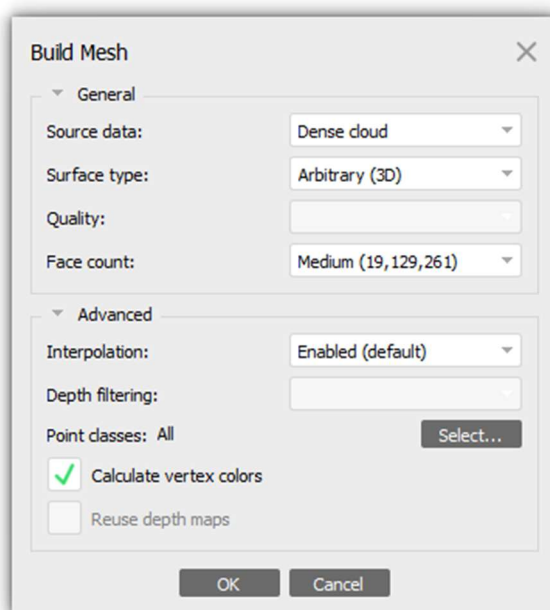 Build Mesh
General
Source data: Dense cloud
Surface type: Arbitrary (3D)
Quality:
Face count: Medium (19,129,261)
Advanced
Interpolation: Enabled (default)
Depth filtering:
Point classes: All Select...
Calculate vertex colors
Reuse depth maps
OK Cancel